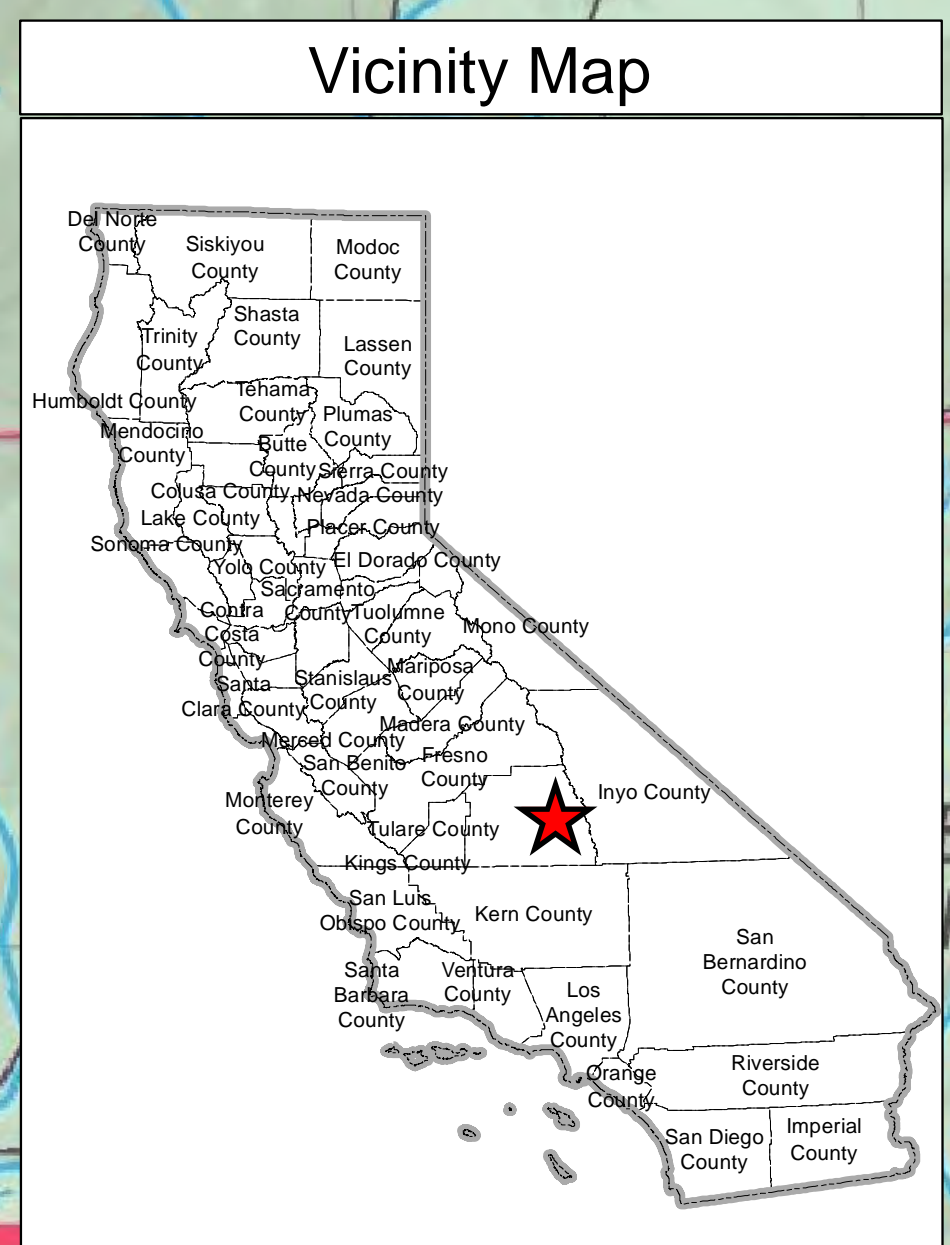 Vicinity Map
Del Norte
County
Siskiyou
County
Modoc
County
Shasta
County
Trinity
County
Lassen
County
Humboldt County
Tehama
County
Plumas
County
Mendocino
County
Butte
County
Sierra County
Colusa County
Nevada County
Lake County
Placer County
Sonoma County
Yolo County
El Dorado County
Sacramento
County
Contra
Costa
County
Tuolumne
County
Mono County
Mariposa
County
Stanislaus
County
Santa
Clara County
Madera County
Merced County
Fresno
County
San Benito
County
Inyo County
Monterey
County
Tulare County
Kings County
San Luis
Obispo County
Kern County
San
Bernardino
County
Santa
Barbara
County
Ventura
County
Los
Angeles
County
Orange
County
Riverside
County
San Diego
County
Imperial
County